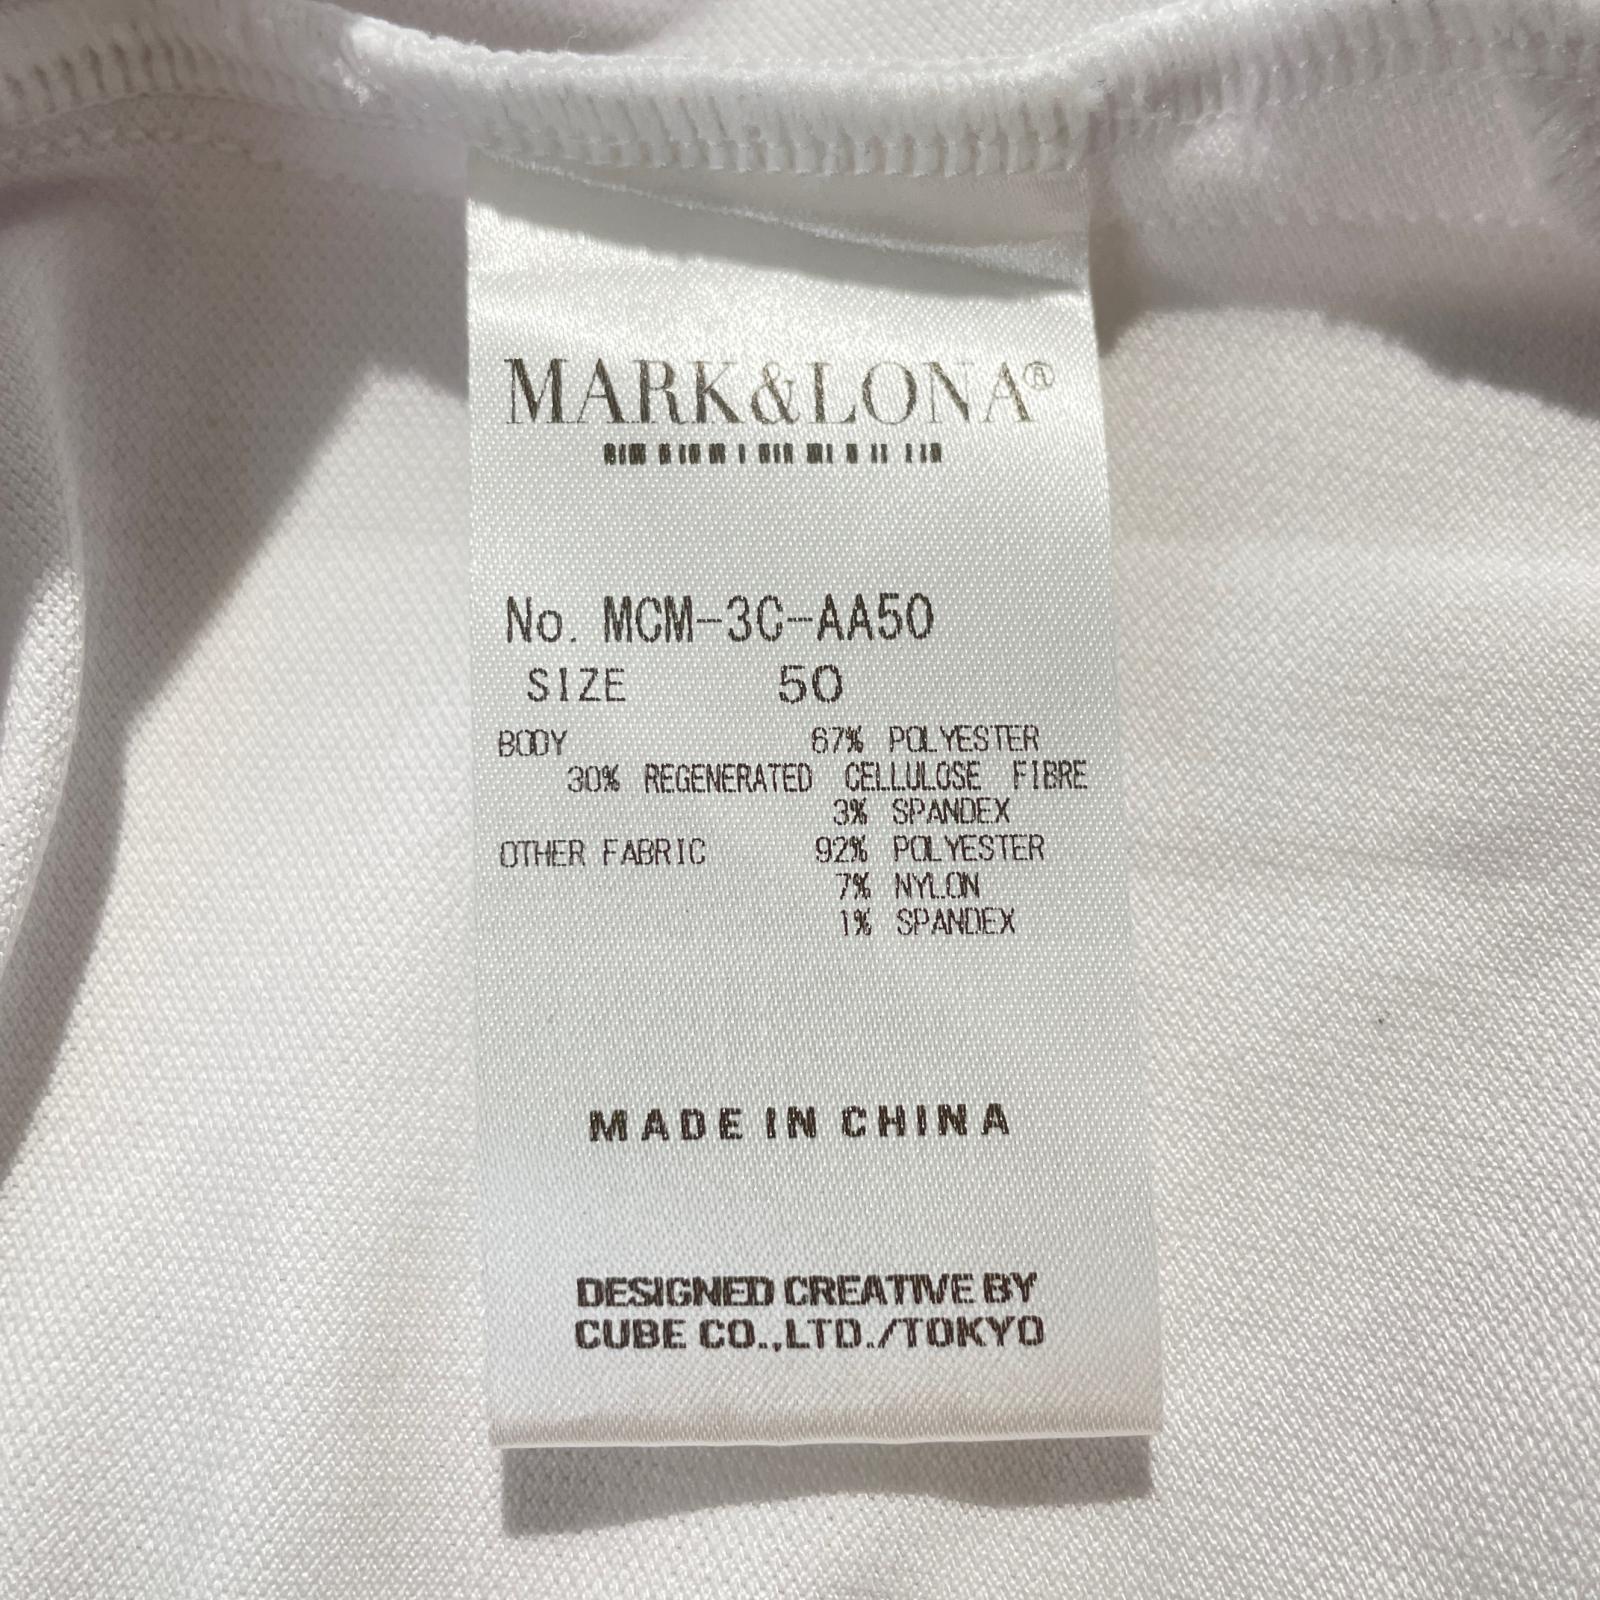 MARK&LONA®
No. MCM-3C-AA50
SIZE 50
BODY 67% POLYESTER
30% REGENERATED CELLULOSE FIBRE
3% SPANDEX
OTHER FABRIC 92% POLYESTER
7% NYLON
1% SPANDEX
MADE IN CHINA
DESIGNED CREATIVE BY
CUBE CO.,LTD./TOKYO